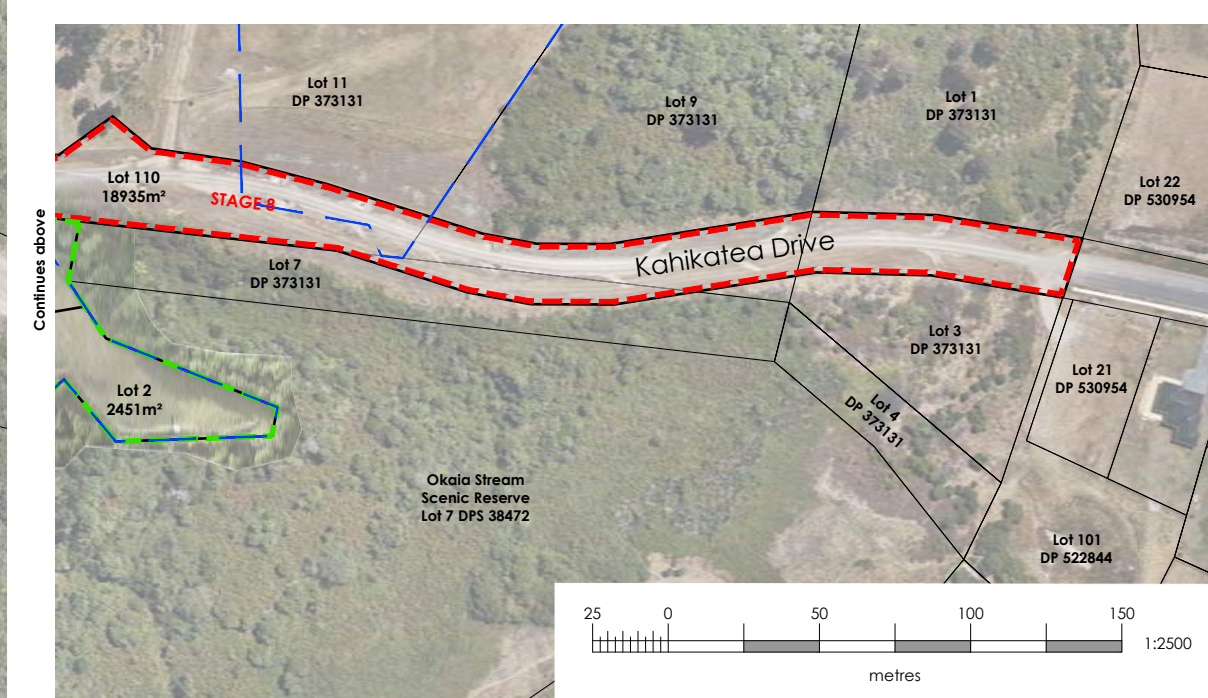 Lot 11
DP 373131
Lot 9
DP 373131
Lot 1
DP 373131
Lot 22
DP 530954
Lot 110
18935m²
STAGE 8
Kahikatea Drive
Continues above
Lot 7
DP 373131
Lot 3
DP 373131
Lot 21
DP 530954
Lot 2
2451m²
Lot 4
DP 373131
Okaia Stream
Scenic Reserve
Lot 7 DPS 38472
Lot 101
DP 522844
25 0 50 100 150
1:2500
metres